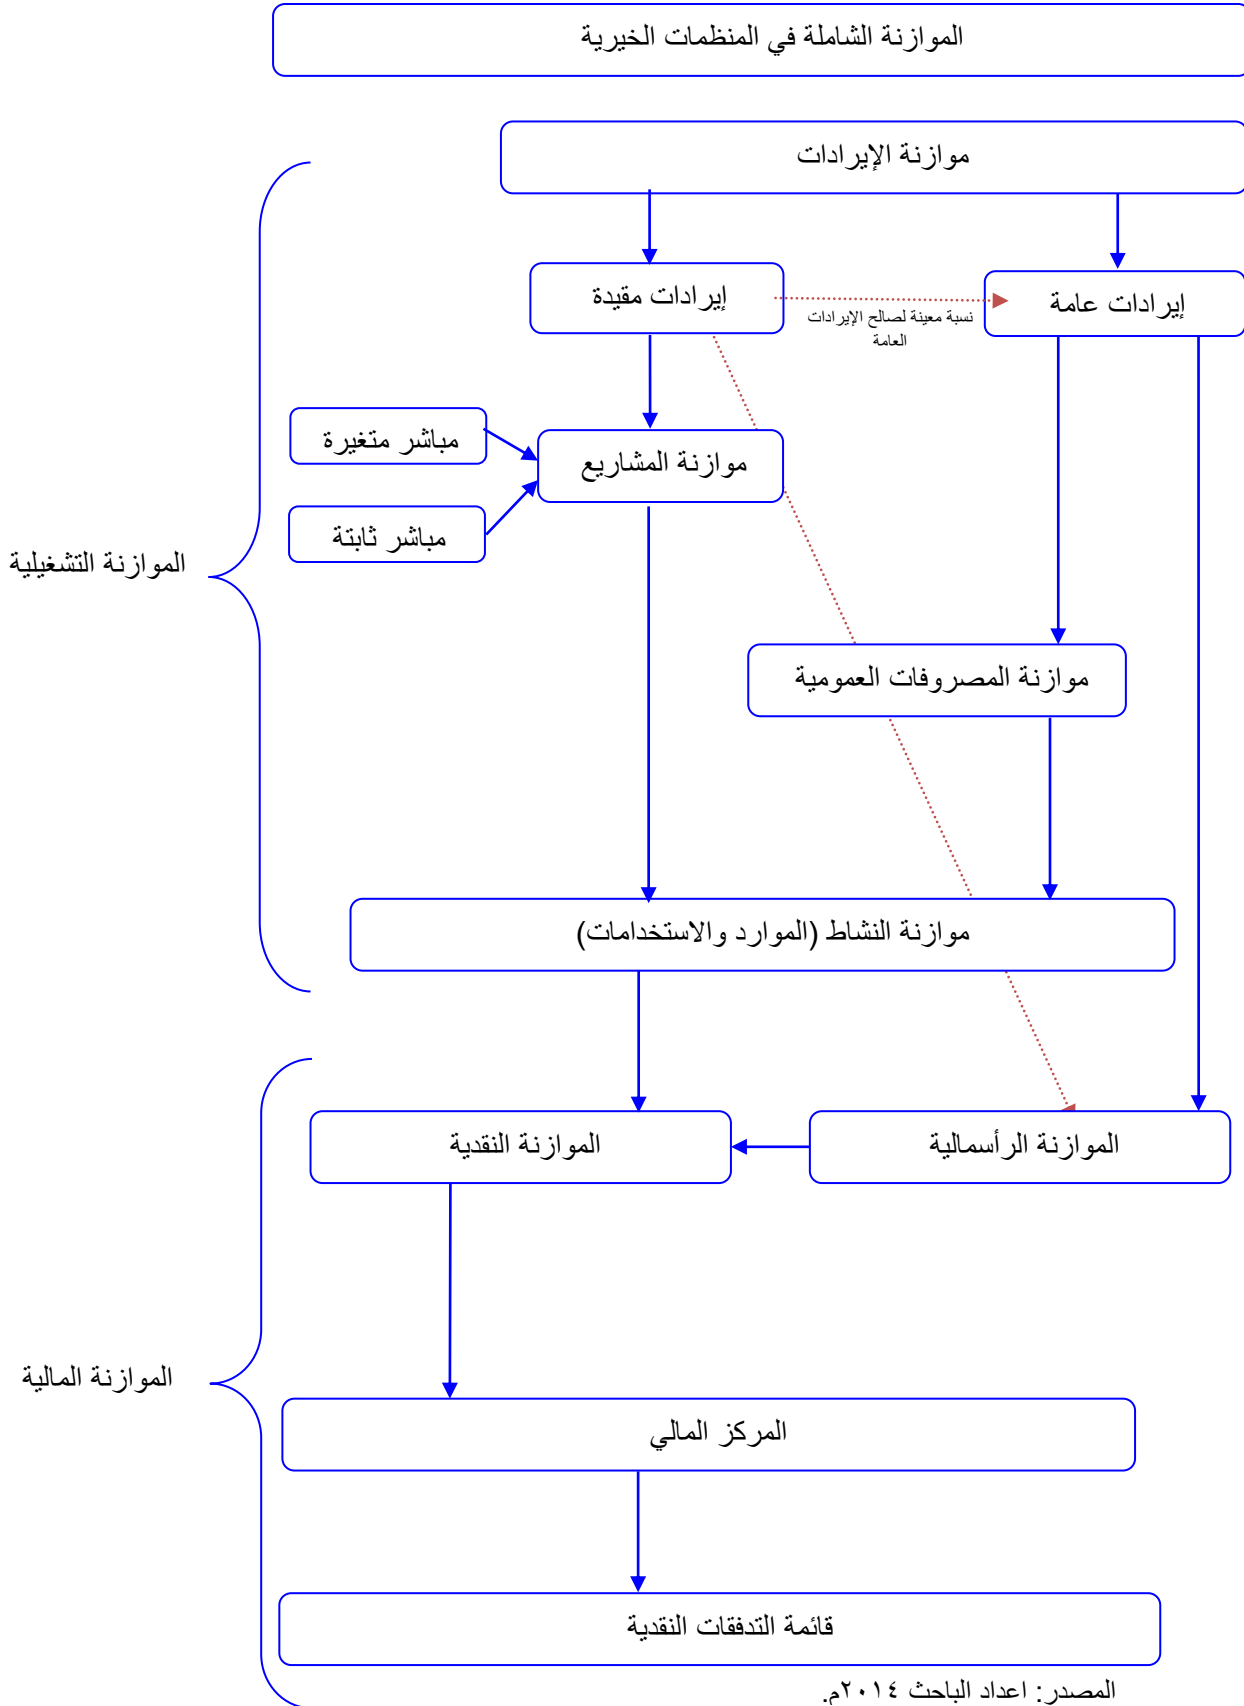 الموازنة الشاملة في المنظمات الخيرية
موازنة الإيرادات
إيرادات عامة
إيرادات مقيدة
نسبة معينة لصالح الإيرادات
العامة
مباشر متغيرة
موازنة المشاريع
مباشر ثابتة
الموازنة التشغيلية
موازنة المصروفات العمومية
موازنة النشاط (الموارد والاستخدامات)
الموازنة الرأسمالية
الموازنة النقدية
الموازنة المالية
المركز المالي
قائمة التدفقات النقدية
المصدر: اعداد الباحث ٢٠١٤م.